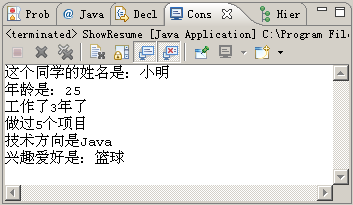 Prob @ Java Decl Cons Hier
<terminated> ShowResume [Java Application] C:\Program File
这个同学的姓名是：小明
年龄是：25
工作了3年了
做过5个项目
技术方向是Java
兴趣爱好是：篮球